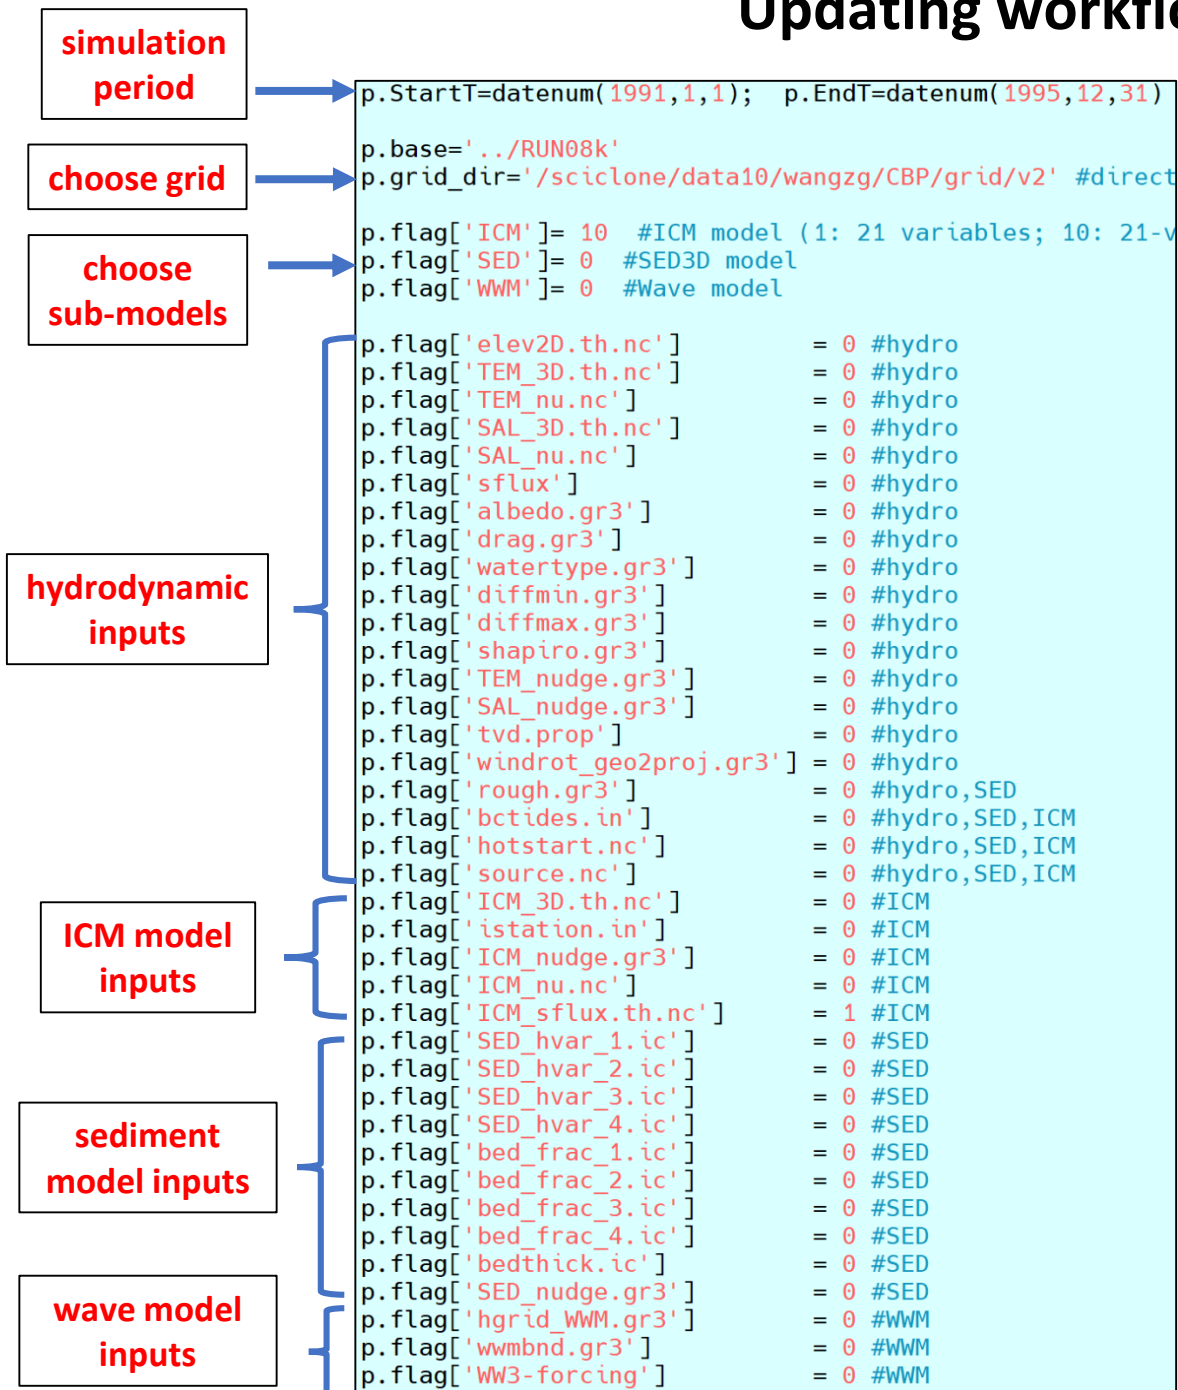 Updating workflo
simulation
period
p.StartT=datenum(1991,1,1);  p.EndT=datenum(1995,12,31)
p.base='../RUN08k'
choose grid
p.grid_dir='/sciclone/data10/wangzg/CBP/grid/v2' #direct
p.flag['ICM']= 10  #ICM model (1: 21 variables; 10: 21-v
choose
sub-models
p.flag['SED']= 0  #SED3D model
p.flag['WWM']= 0  #Wave model
hydrodynamic
inputs
p.flag['elev2D.th.nc']         = 0 #hydro
p.flag['TEM_3D.th.nc']         = 0 #hydro
p.flag['TEM_nu.nc']            = 0 #hydro
p.flag['SAL_3D.th.nc']         = 0 #hydro
p.flag['SAL_nu.nc']            = 0 #hydro
p.flag['sflux']                = 0 #hydro
p.flag['albedo.gr3']           = 0 #hydro
p.flag['drag.gr3']             = 0 #hydro
p.flag['watertype.gr3']        = 0 #hydro
p.flag['diffmin.gr3']          = 0 #hydro
p.flag['diffmax.gr3']          = 0 #hydro
p.flag['shapiro.gr3']          = 0 #hydro
p.flag['TEM_nudge.gr3']        = 0 #hydro
p.flag['SAL_nudge.gr3']        = 0 #hydro
p.flag['tvd.prop']             = 0 #hydro
p.flag['windrot_geo2proj.gr3'] = 0 #hydro
p.flag['rough.gr3']            = 0 #hydro,SED
p.flag['bctides.in']           = 0 #hydro,SED,ICM
p.flag['hotstart.nc']          = 0 #hydro,SED,ICM
p.flag['source.nc']            = 0 #hydro,SED,ICM
ICM model
inputs
p.flag['ICM_3D.th.nc']         = 0 #ICM
p.flag['istation.in']          = 0 #ICM
p.flag['ICM_nudge.gr3']        = 0 #ICM
p.flag['ICM_nu.nc']            = 0 #ICM
p.flag['ICM_sflux.th.nc']      = 1 #ICM
sediment
model inputs
p.flag['SED_hvar_1.ic']        = 0 #SED
p.flag['SED_hvar_2.ic']        = 0 #SED
p.flag['SED_hvar_3.ic']        = 0 #SED
p.flag['SED_hvar_4.ic']        = 0 #SED
p.flag['bed_frac_1.ic']        = 0 #SED
p.flag['bed_frac_2.ic']        = 0 #SED
p.flag['bed_frac_3.ic']        = 0 #SED
p.flag['bed_frac_4.ic']        = 0 #SED
p.flag['bedthick.ic']          = 0 #SED
p.flag['SED_nudge.gr3']        = 0 #SED
wave model
inputs
p.flag['hgrid_WWM.gr3']        = 0 #WWM
p.flag['wwmbnd.gr3']           = 0 #WWM
p.flag['WW3-forcing']          = 0 #WWM